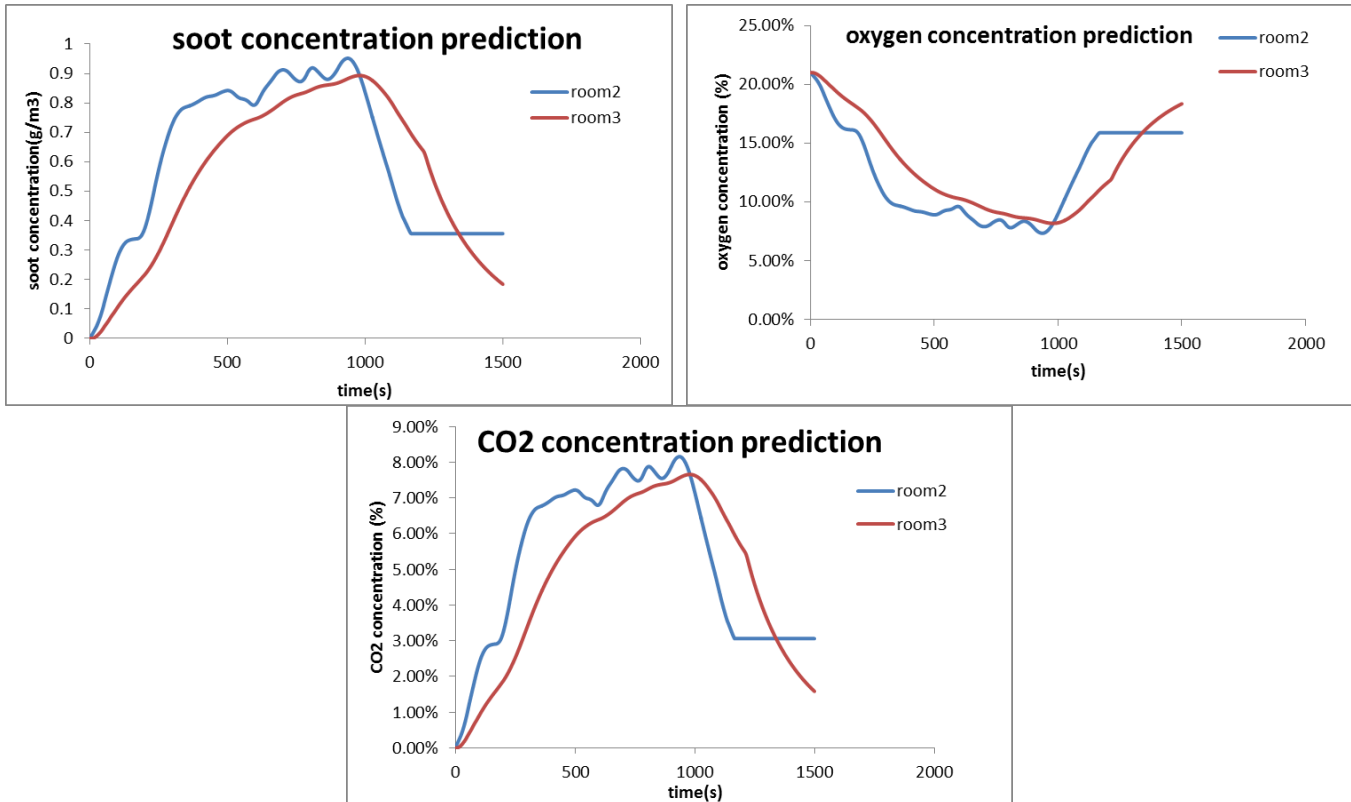 soot concentration prediction
soot concentration(g/m3)
1
0.9
0.8
0.7
0.6
0.5
0.4
0.3
0.2
0.1
0
0 500 1000 1500 2000
time(s)
room2
room3
oxygen concentration prediction
oxygen concentration (%)
25.00%
20.00%
15.00%
10.00%
5.00%
0.00%
0 500 1000 1500 2000
time(s)
room2
room3
CO2 concentration prediction
CO2 concentration (%)
9.00%
8.00%
7.00%
6.00%
5.00%
4.00%
3.00%
2.00%
1.00%
0.00%
0 500 1000 1500 2000
time(s)
room2
room3